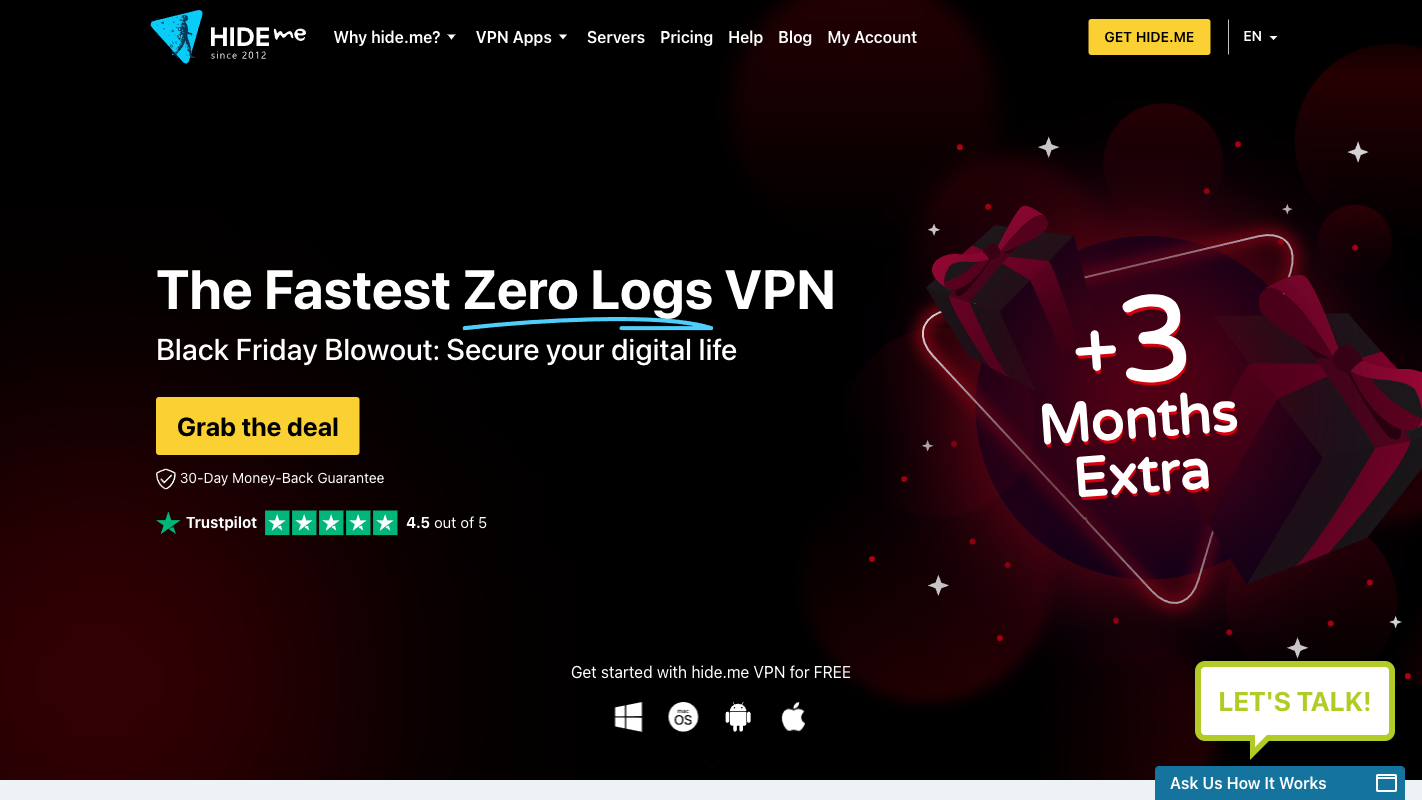 HIDE me
since 2012
Why hide.me?
VPN Apps
Servers
Pricing
Help
Blog
My Account
GET HIDE.ME
EN
The Fastest Zero Logs VPN
Black Friday Blowout: Secure your digital life
Grab the deal
30-Day Money-Back Guarantee
Trustpilot
4.5 out of 5
+3
Months
Extra
Get started with hide.me VPN for FREE
mac
OS
LET'S TALK!
Ask Us How It Works